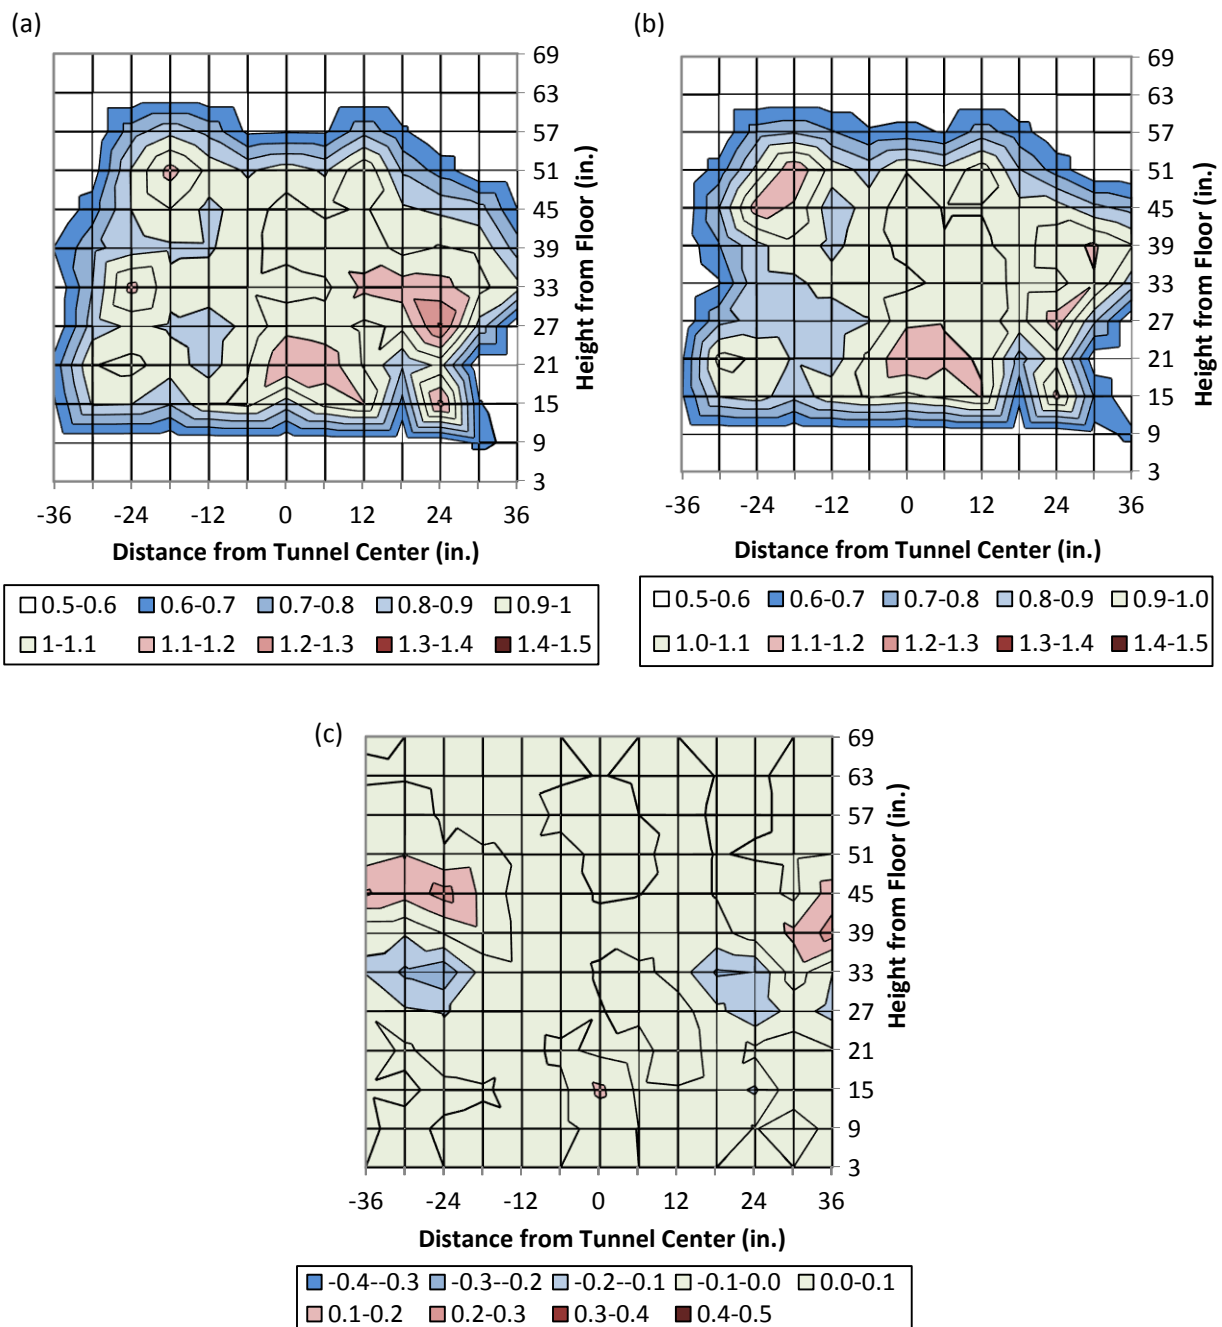 (a)
69
63
57
51
45
39
33
27
21
15
9
3
Height from Floor (in.)
-36 -24 -12 0 12 24 36
Distance from Tunnel Center (in.)
0.5-0.6 0.6-0.7 0.7-0.8 0.8-0.9 0.9-1
1-1.1 1.1-1.2 1.2-1.3 1.3-1.4 1.4-1.5
(b)
69
63
57
51
45
39
33
27
21
15
9
3
Height from Floor (in.)
-36 -24 -12 0 12 24 36
Distance from Tunnel Center (in.)
0.5-0.6 0.6-0.7 0.7-0.8 0.8-0.9 0.9-1.0
1.0-1.1 1.1-1.2 1.2-1.3 1.3-1.4 1.4-1.5
(c)
69
63
57
51
45
39
33
27
21
15
9
3
Height from Floor (in.)
-36 -24 -12 0 12 24 36
Distance from Tunnel Center (in.)
-0.4--0.3 -0.3--0.2 -0.2--0.1 -0.1-0.0 0.0-0.1
0.1-0.2 0.2-0.3 0.3-0.4 0.4-0.5